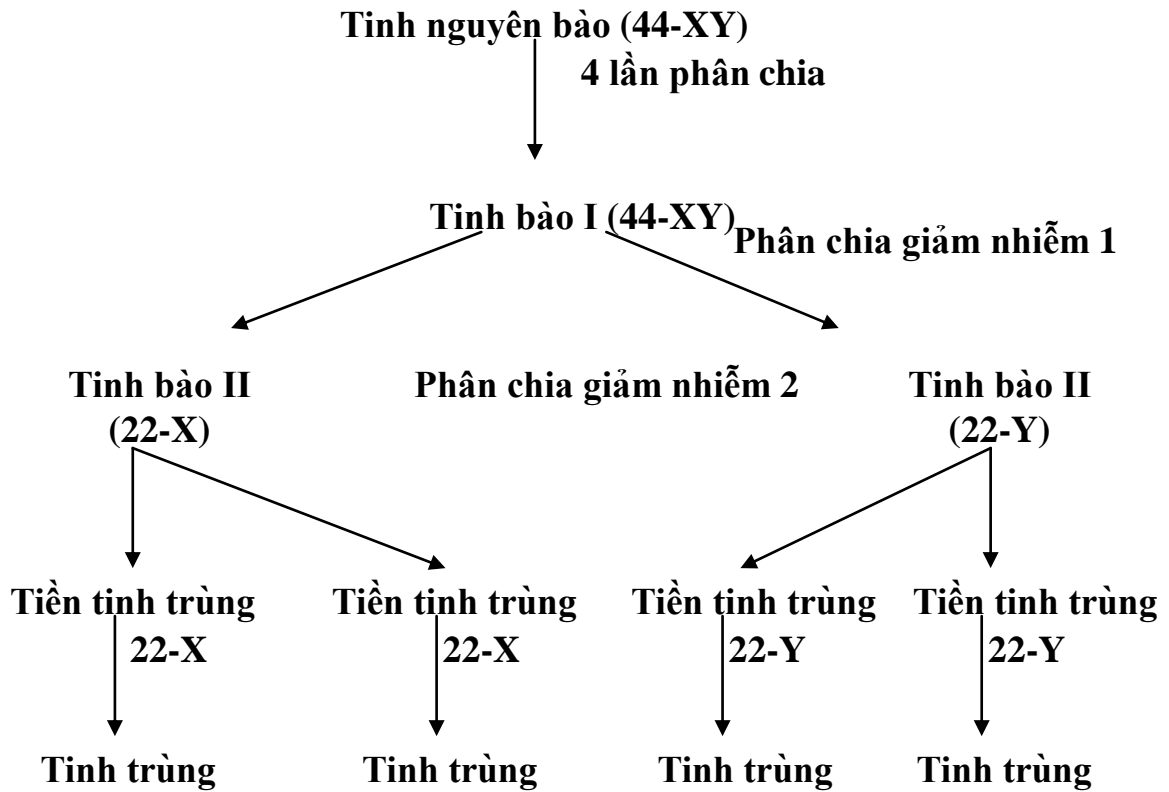 Tinh nguyên bào (44-XY)
4 lần phân chia
Tinh bào I (44-XY)
Phân chia giảm nhiễm 1
Tinh bào II
(22-X)
Phân chia giảm nhiễm 2
Tinh bào II
(22-Y)
Tiền tinh trùng
22-X
Tiền tinh trùng
22-X
Tiền tinh trùng
22-Y
Tiền tinh trùng
22-Y
Tinh trùng
Tinh trùng
Tinh trùng
Tinh trùng